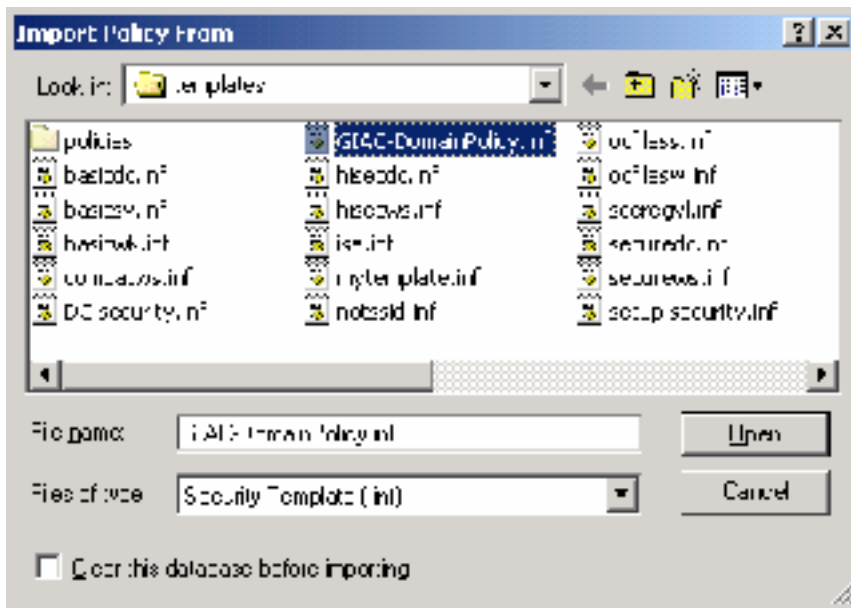 Import Policy From
Look in: templates
policies
basicdc.inf
basicsv.inf
basicwk.inf
compatws.inf
DC security.inf
GIAC-DomainPolicy.inf
hisecdc.inf
hisecws.inf
mytemplate.inf
notssid.inf
ocfiless.inf
ocfilesw.inf
sceregvl.inf
securedc.inf
securews.inf
setup security.inf
File name: GIAC-DomainPolicy.inf
Open
Files of type: Security Template (.inf)
Cancel
Clear this database before importing